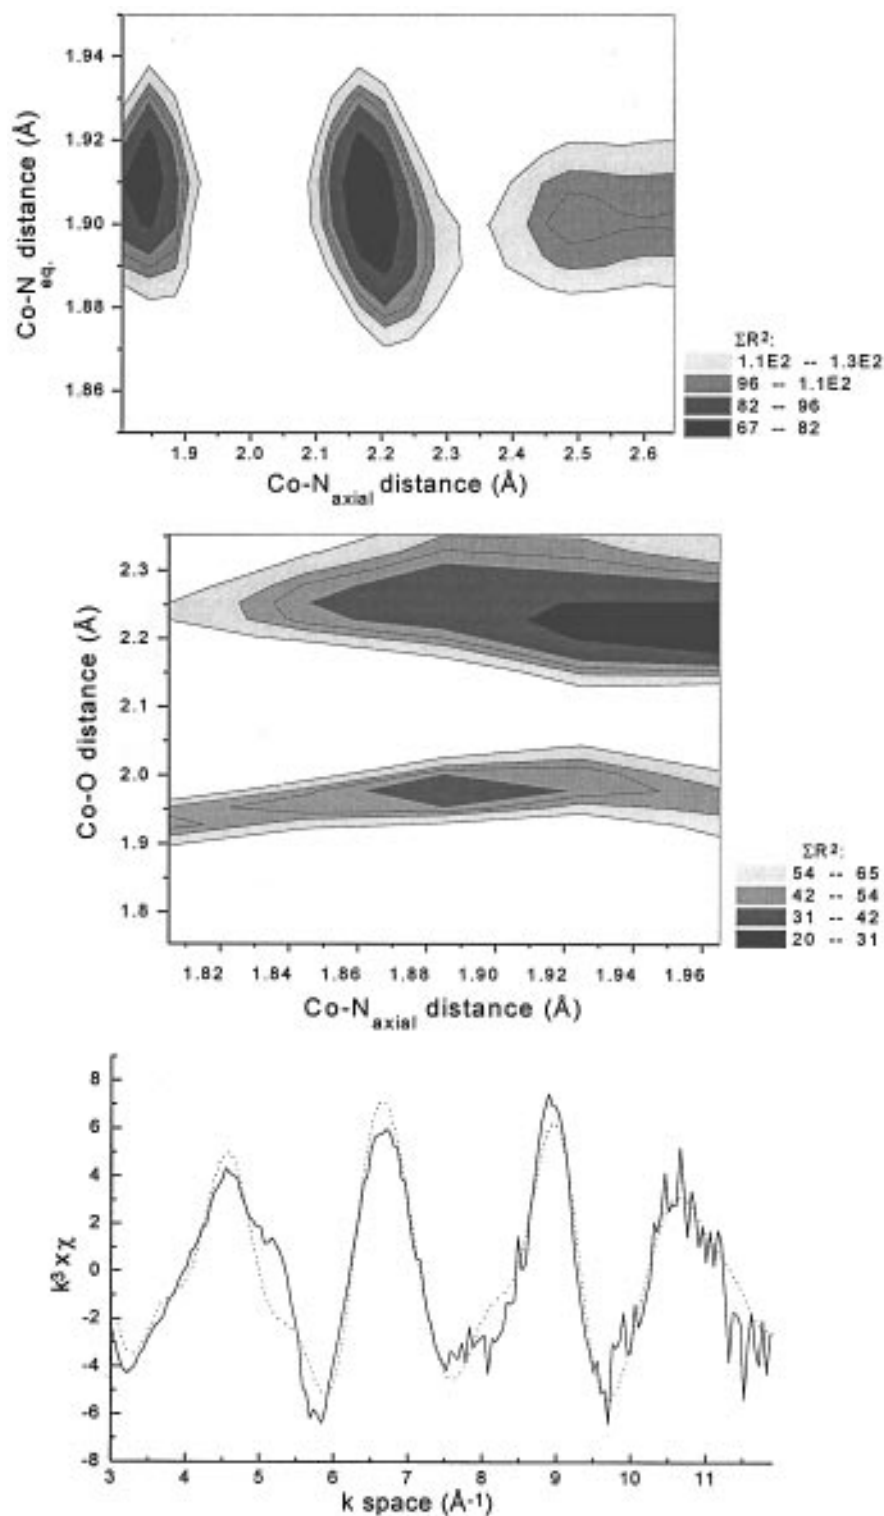 1.94
1.92
1.90
1.88
1.86
Co-Neq. distance (Å)
1.9 2.0 2.1 2.2 2.3 2.4 2.5 2.6
Co-Naxial distance (Å)
ΣR²:
1.1E2 -- 1.3E2
96 -- 1.1E2
82 -- 96
67 -- 82
2.3
2.2
2.1
2.0
1.9
1.8
Co-O distance (Å)
1.82 1.84 1.86 1.88 1.90 1.92 1.94 1.96
Co-Naxial distance (Å)
ΣR²:
54 -- 65
42 -- 54
31 -- 42
20 -- 31
8
6
4
2
0
-2
-4
-6
-8
k³xχ
3 4 5 6 7 8 9 10 11
k space (Å⁻¹)